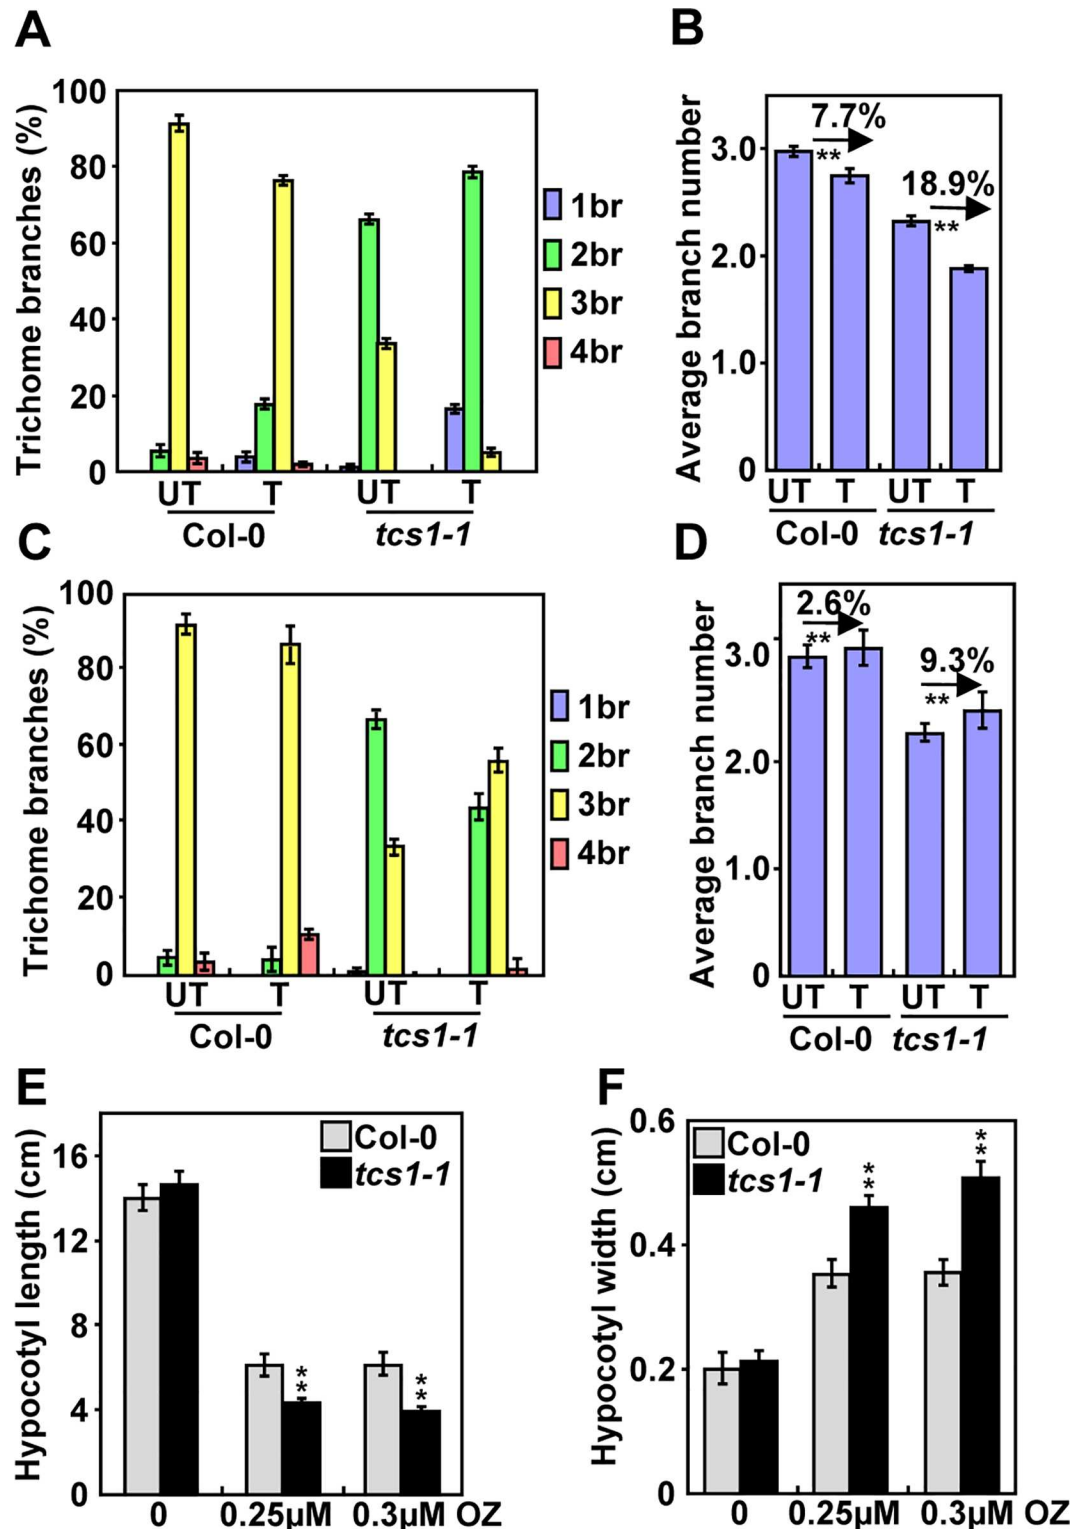 A
Trichome branches (%)
100
80
60
40
20
0
1br
2br
3br
4br
UT T UT T
Col-0 tcs1-1
B
Average branch number
3.0
2.0
1.0
0
7.7%
**
18.9%
**
UT T UT T
Col-0 tcs1-1
C
Trichome branches (%)
100
80
60
40
20
0
1br
2br
3br
4br
UT T UT T
Col-0 tcs1-1
D
Average branch number
3.0
2.0
1.0
0
2.6%
**
9.3%
**
UT T UT T
Col-0 tcs1-1
E
Hypocotyl length (cm)
16
12
8
4
0
Col-0
tcs1-1
**
**
0 0.25µM 0.3µM OZ
F
Hypocotyl width (cm)
0.6
0.4
0.2
0
Col-0
tcs1-1
**
**
0 0.25µM 0.3µM OZ